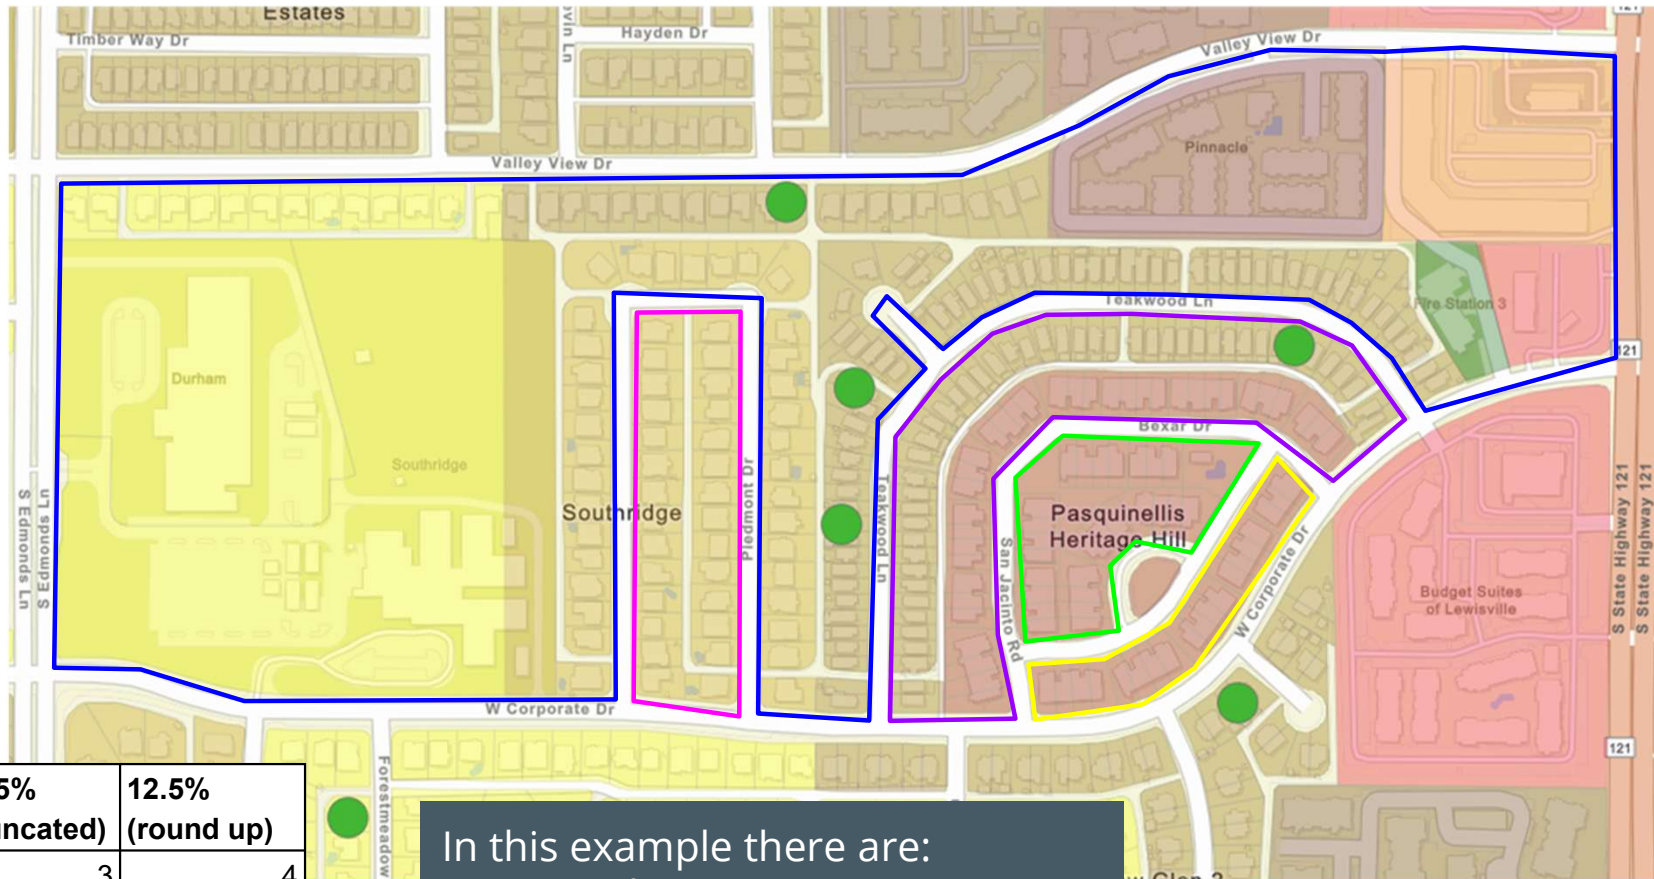 Estates
121
Timber Way Dr
Hayden Dr
Valley View Dr
Valley View Dr
Pinnacle
Teakwood Ln
Fire Station 3
121
Durham
Bexar Dr
Southridge
S Edmonds Ln
S Edmonds Ln
Southridge
Piedmont Dr
Teakwood Ln
Pasquinellis
Heritage Hill
San Jacinto Rd
W Corporate Dr
Budget Suites
of Lewisville
S State Highway 121
S State Highway 121
W Corporate Dr
121
Forestmeadow
12.5%
(round up)
3
4
In this example there are: